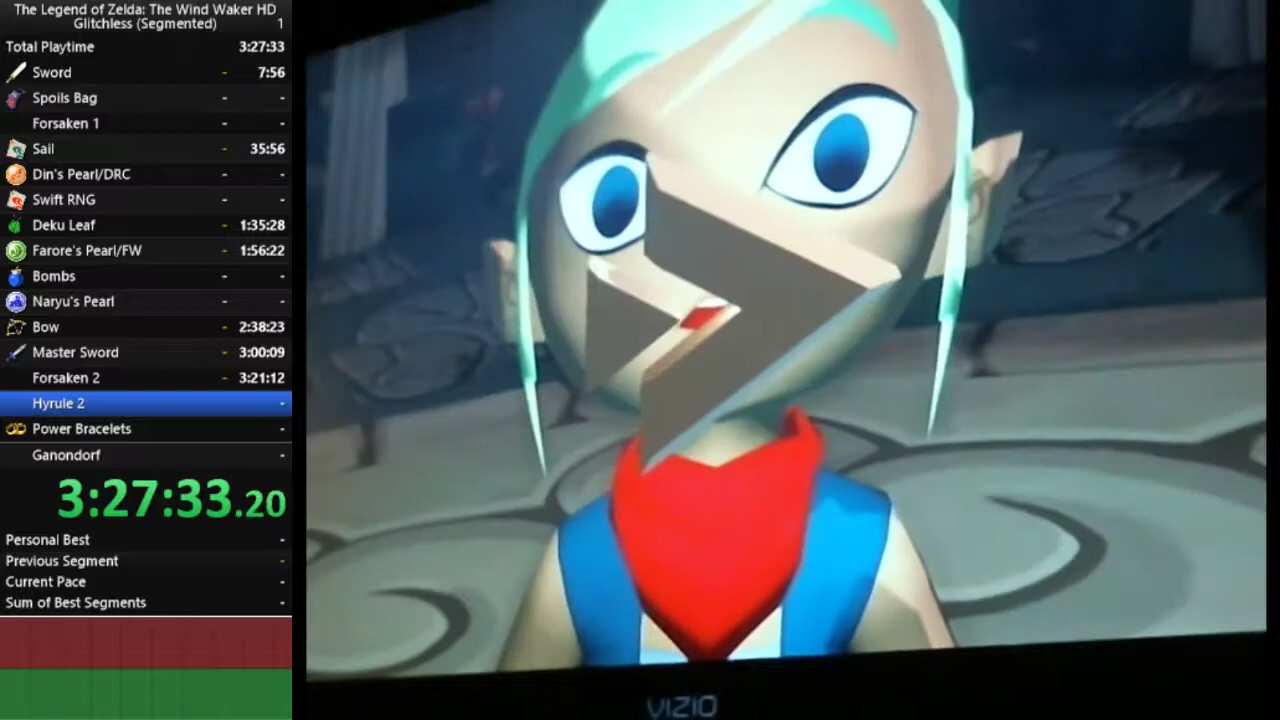 The Legend of Zelda: The Wind Waker HD
Glitchless (Segmented) 1
Total Playtime 3:27:33
Sword - 7:56
Spoils Bag - -
Forsaken 1 - -
Sail - 35:56
Din's Pearl/DRC - -
Swift RNG - -
Deku Leaf - 1:35:28
Farore's Pearl/FW - 1:56:22
Bombs - -
Naryu's Pearl - -
Bow - 2:38:23
Master Sword - 3:00:09
Forsaken 2 - 3:21:12
Hyrule 2 -
Power Bracelets -
Ganondorf -
3:27:33.20
Personal Best -
Previous Segment -
Current Pace -
Sum of Best Segments -
VIZIO